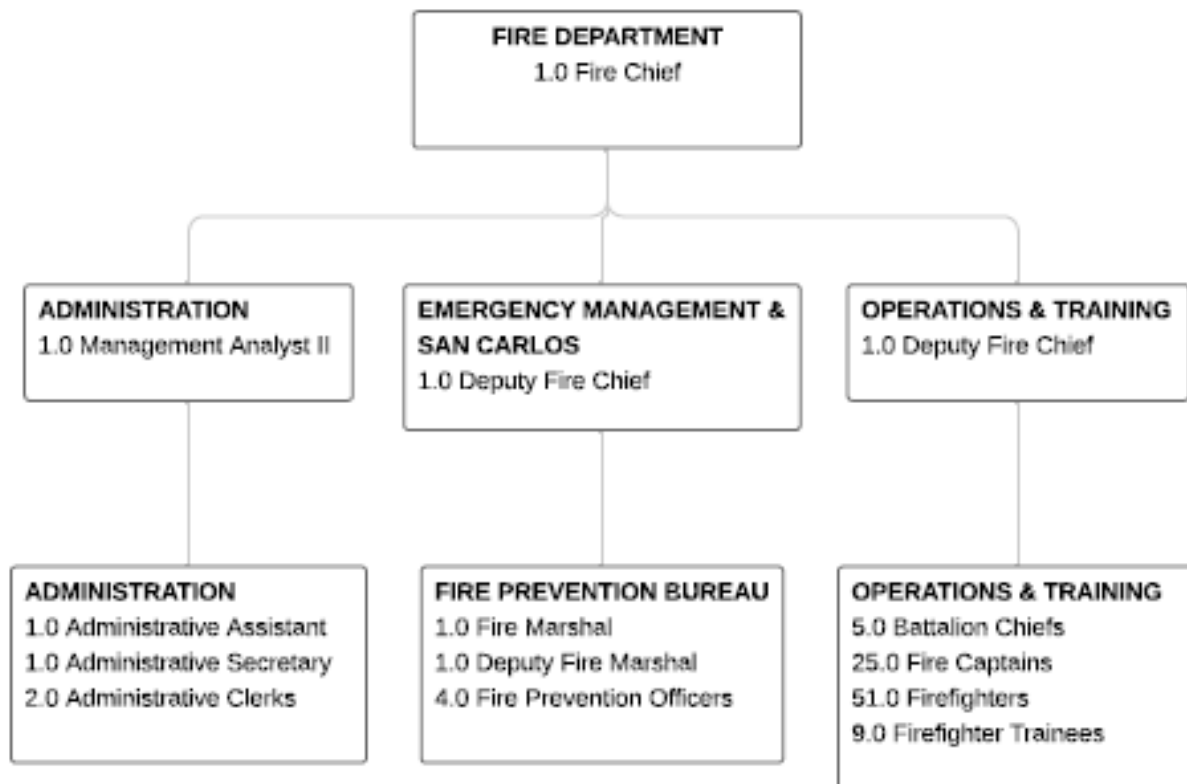 FIRE DEPARTMENT
1.0 Fire Chief
ADMINISTRATION
1.0 Management Analyst II
EMERGENCY MANAGEMENT &
SAN CARLOS
1.0 Deputy Fire Chief
OPERATIONS & TRAINING
1.0 Deputy Fire Chief
ADMINISTRATION
1.0 Administrative Assistant
1.0 Administrative Secretary
2.0 Administrative Clerks
FIRE PREVENTION BUREAU
1.0 Fire Marshal
1.0 Deputy Fire Marshal
4.0 Fire Prevention Officers
OPERATIONS & TRAINING
5.0 Battalion Chiefs
25.0 Fire Captains
51.0 Firefighters
9.0 Firefighter Trainees